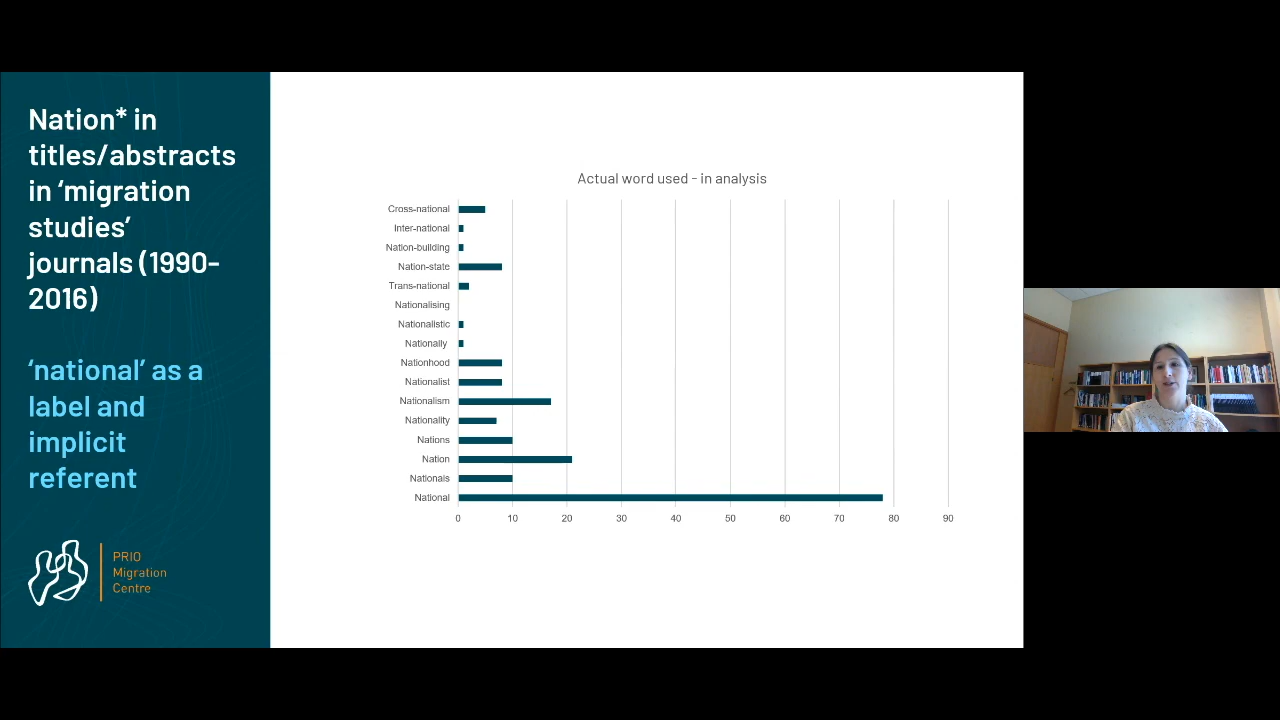 Nation* in
titles/abstracts
in ‘migration
studies’
journals (1990-
2016)
‘national’ as a
label and
implicit
referent
PRIO
Migration
Centre
Actual word used - in analysis
Cross-national
Inter-national
Nation-building
Nation-state
Trans-national
Nationalising
Nationalistic
Nationally
Nationhood
Nationalist
Nationalism
Nationality
Nations
Nation
Nationals
National
0 10 20 30 40 50 60 70 80 90